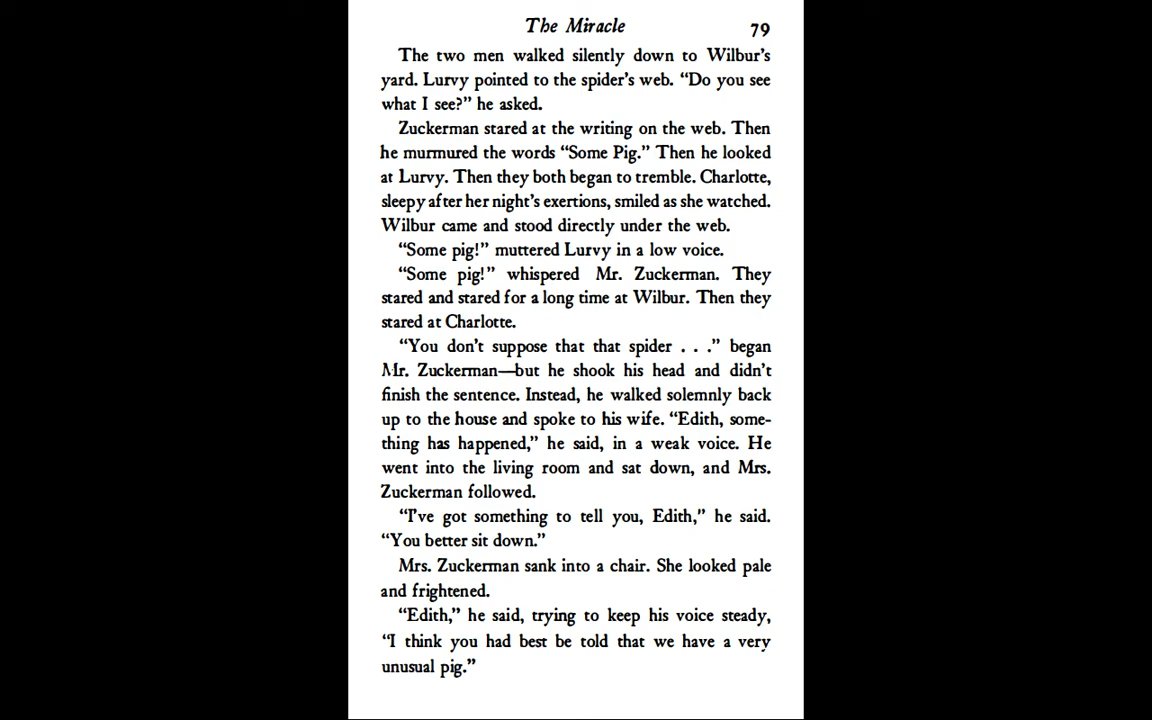 The Miracle 79
The two men walked silently down to Wilbur's
yard. Lurvy pointed to the spider's web. “Do you see
what I see?” he asked.
Zuckerman stared at the writing on the web. Then
he murmured the words “Some Pig.” Then he looked
at Lurvy. Then they both began to tremble. Charlotte,
sleepy after her night's exertions, smiled as she watched.
Wilbur came and stood directly under the web.
“Some pig!” muttered Lurvy in a low voice.
“Some pig!” whispered Mr. Zuckerman. They
stared and stared for a long time at Wilbur. Then they
stared at Charlotte.
“You don't suppose that that spider . . .” began
Mr. Zuckerman—but he shook his head and didn't
finish the sentence. Instead, he walked solemnly back
up to the house and spoke to his wife. “Edith, some-
thing has happened,” he said, in a weak voice. He
went into the living room and sat down, and Mrs.
Zuckerman followed.
“I've got something to tell you, Edith,” he said.
“You better sit down.”
Mrs. Zuckerman sank into a chair. She looked pale
and frightened.
“Edith,” he said, trying to keep his voice steady,
“I think you had best be told that we have a very
unusual pig.”